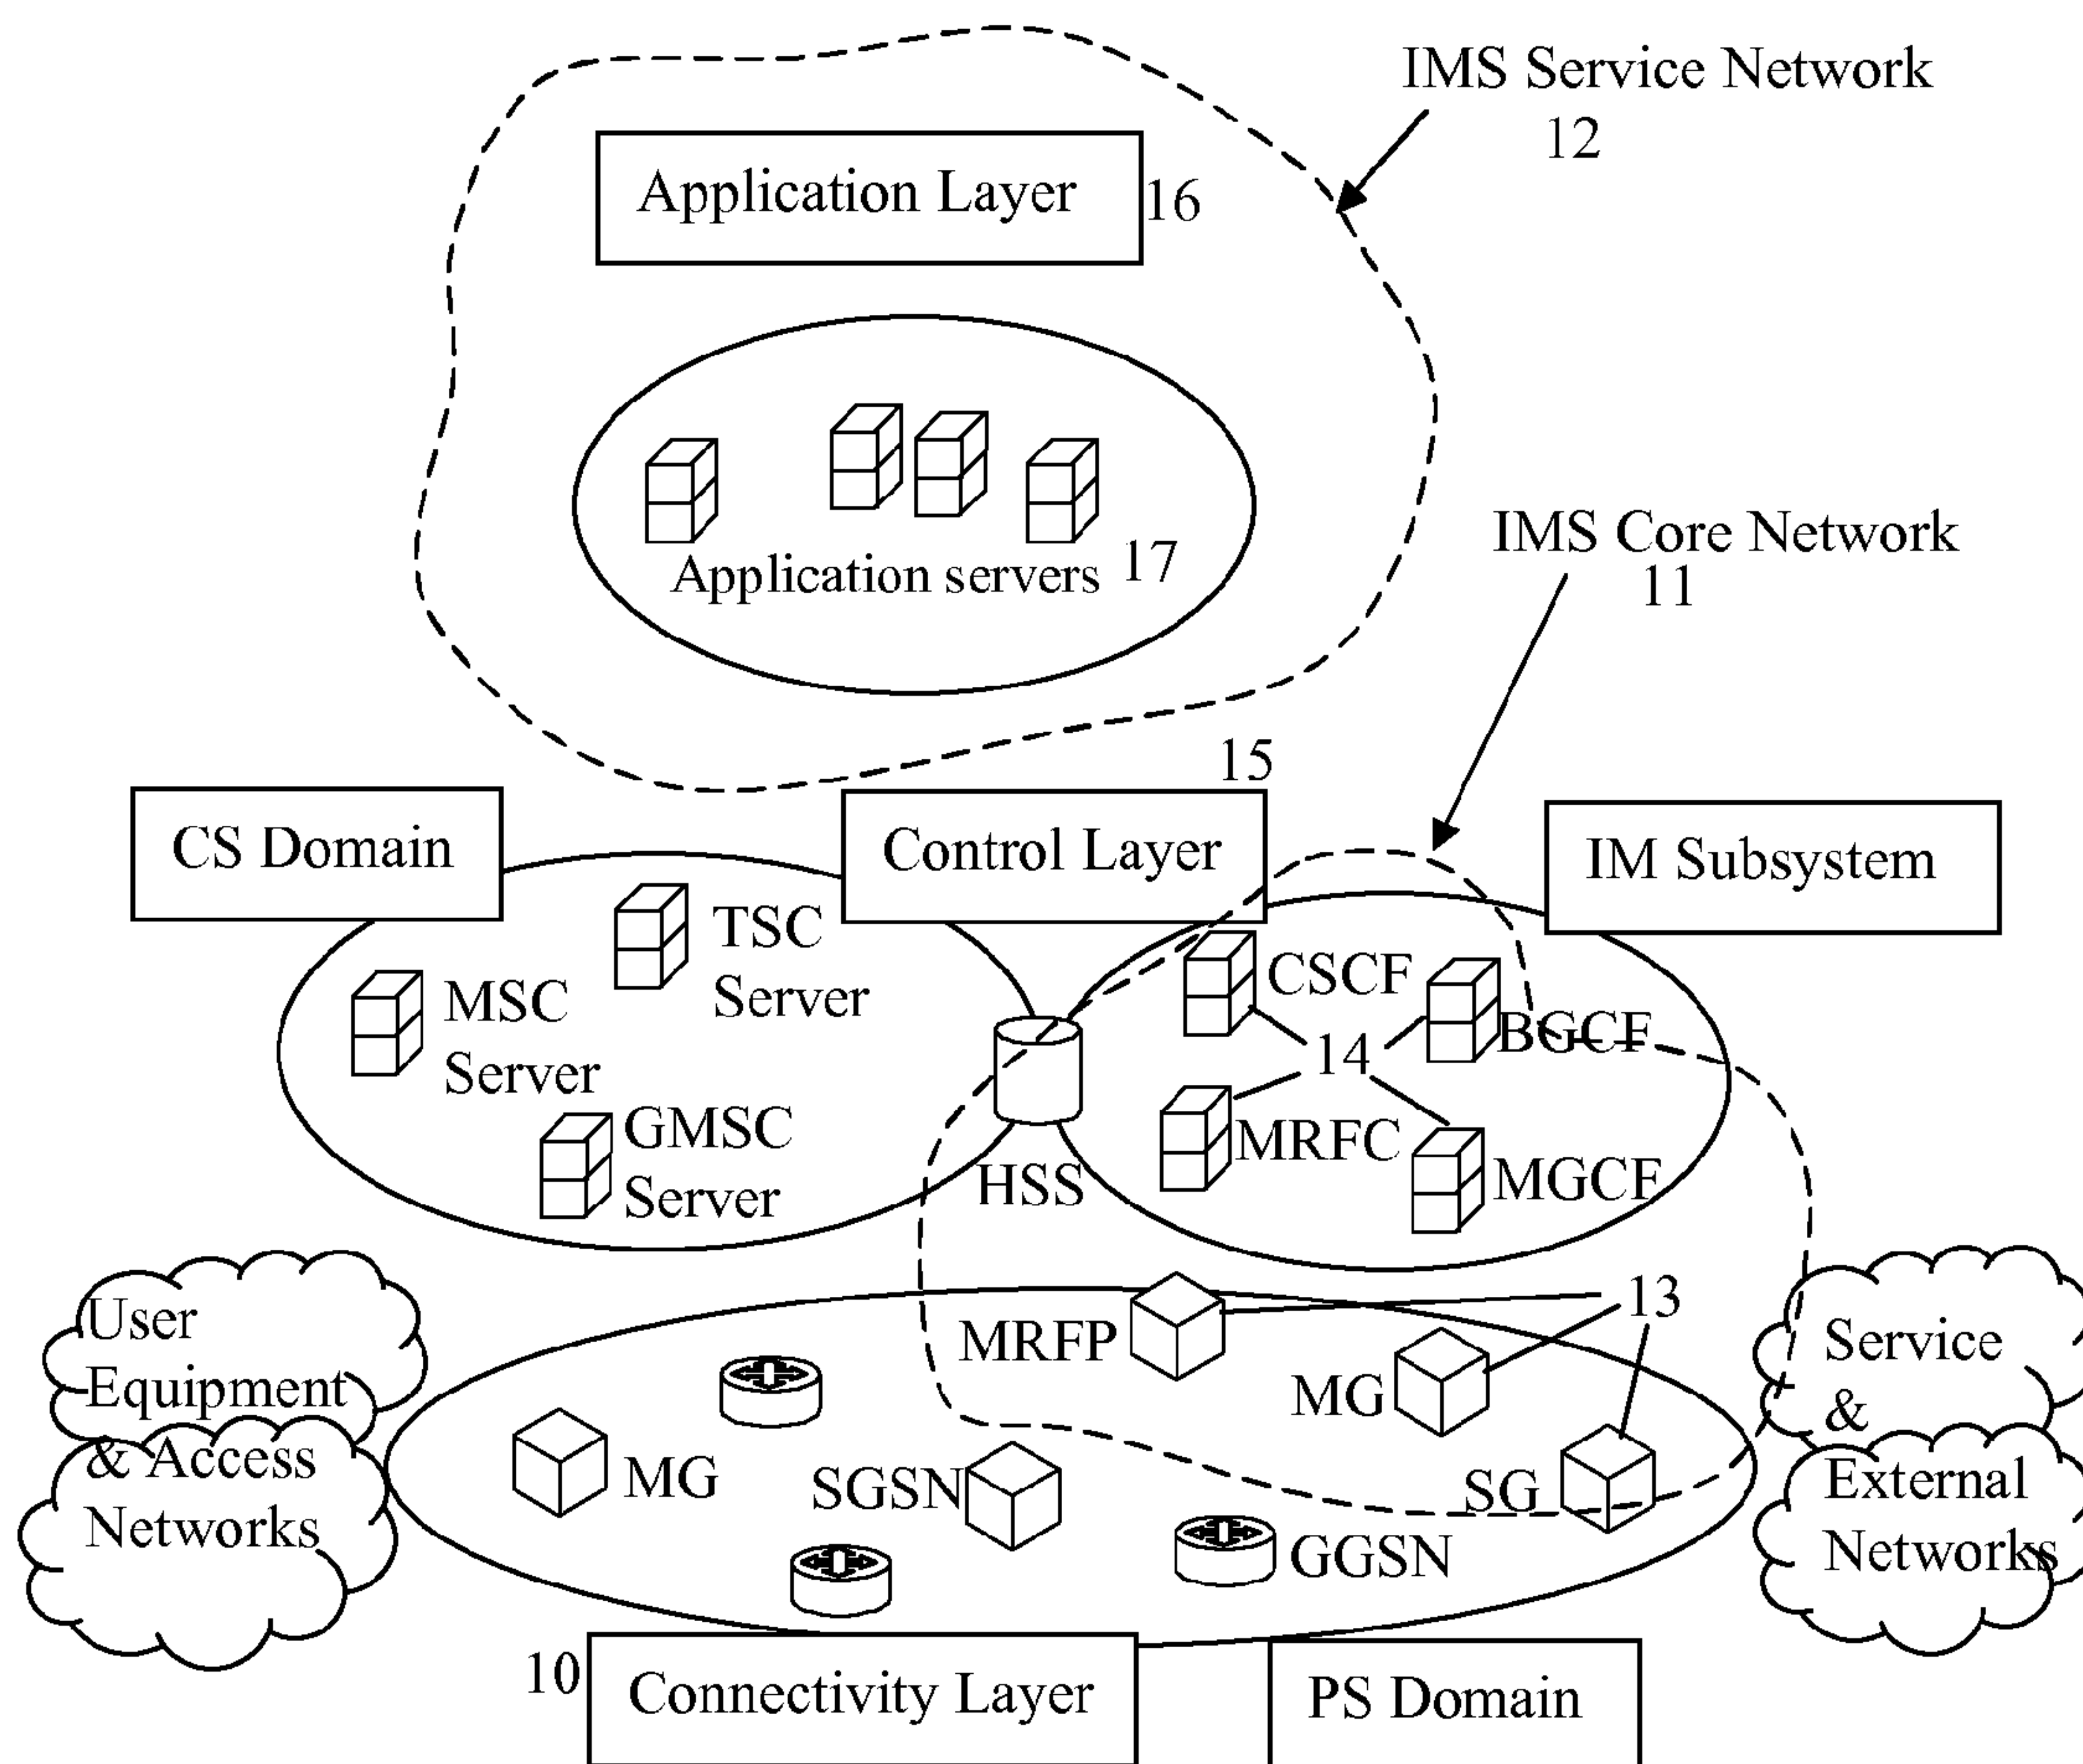 IMS Service Network
12
Application Layer
16
Application servers 17
IMS Core Network
11
15
CS Domain
Control Layer
IM Subsystem
TSC
Server
MSC
Server
GMSC
Server
HSS
CSCF
14
BGCF
MRFC
MGCF
User
Equipment
& Access
Networks
MRFP
13
MG
SG
MG
SGSN
GGSN
Service
&
External
Networks
10
Connectivity Layer
PS Domain